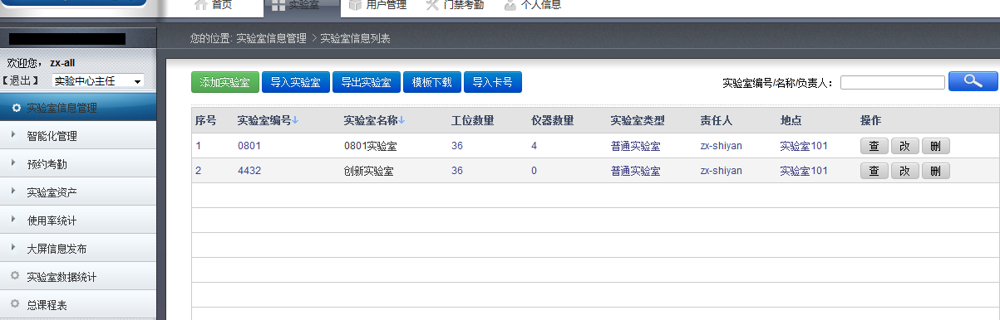 首页 实验室 用户管理 门禁考勤 个人信息
您的位置: 实验室信息管理 > 实验室信息列表
欢迎您， zx-all
【退出】 实验中心主任
实验室信息管理
智能化管理
预约考勤
实验室资产
使用率统计
大屏信息发布
实验室数据统计
总课程表
添加实验室 导入实验室 导出实验室 模板下载 导入卡号 实验室编号/名称/负责人：
序号 实验室编号↓ 实验室名称↓ 工位数量 仪器数量 实验室类型 责任人 地点 操作
1 0801 0801实验室 36 4 普通实验室 zx-shiyan 实验室101 查 改 删
2 4432 创新实验室 36 0 普通实验室 zx-shiyan 实验室101 查 改 删